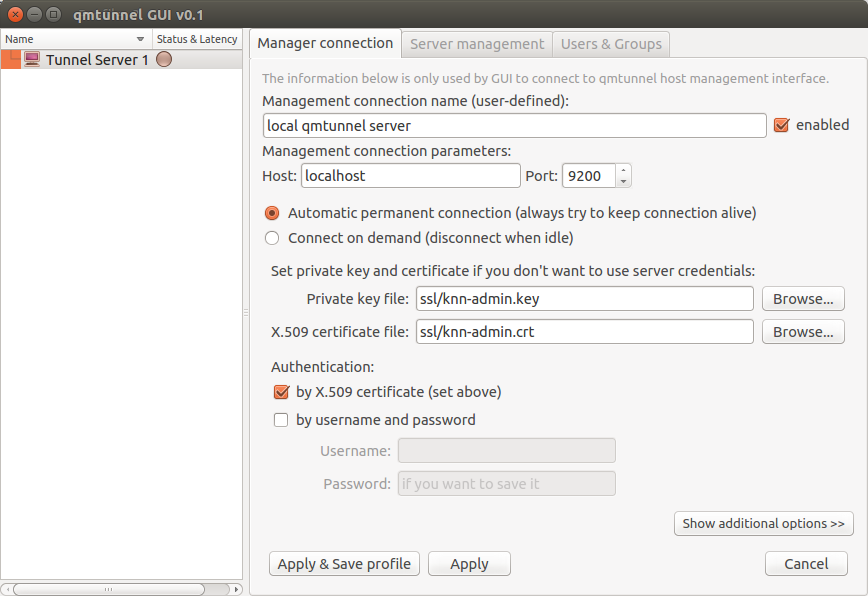 qmtunnel GUI v0.1
Name Status & Latency
Tunnel Server 1
Manager connection Server management Users & Groups
The information below is only used by GUI to connect to qmtunnel host management interface.
Management connection name (user-defined):
local qmtunnel server enabled
Management connection parameters:
Host: localhost Port: 9200
Automatic permanent connection (always try to keep connection alive)
Connect on demand (disconnect when idle)
Set private key and certificate if you don't want to use server credentials:
Private key file: ssl/knn-admin.key Browse...
X.509 certificate file: ssl/knn-admin.crt Browse...
Authentication:
by X.509 certificate (set above)
by username and password
Username:
Password: if you want to save it
Show additional options >>
Apply & Save profile Apply Cancel